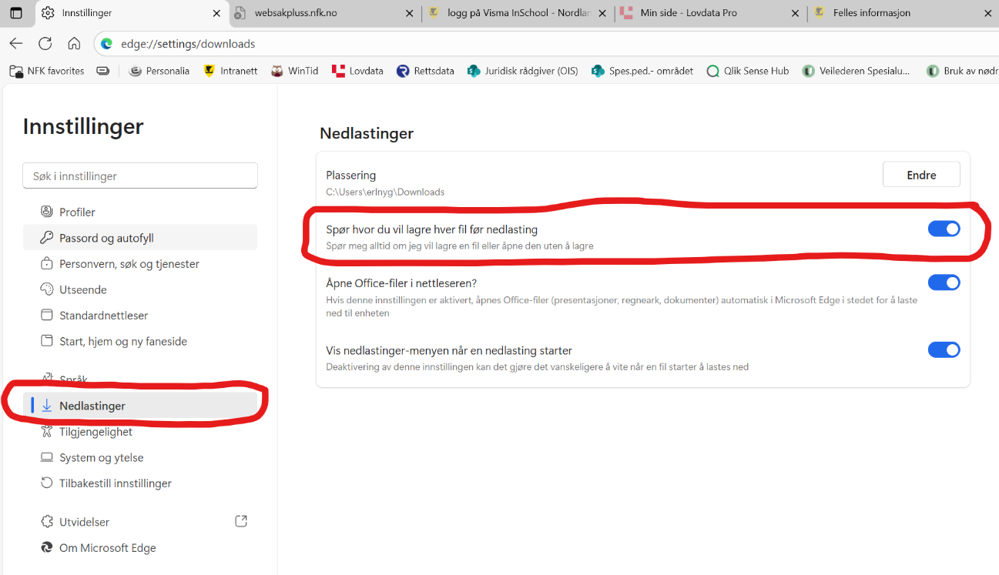 Innstillinger
websakpluss.nfk.no
logg på Visma InSchool - Nordlan
Min side - Lovdata Pro
Felles informasjon
edge://settings/downloads
NFK favorites
Personalia
Intranett
WinTid
Lovdata
Rettsdata
Juridisk rådgiver (OIS)
Spes.ped.- området
Qlik Sense Hub
Veilederen Spesialu...
Bruk av nødr
Innstillinger
Søk i innstillinger
Profiler
Passord og autofyll
Personvern, søk og tjenester
Utseende
Standardnettleser
Start, hjem og ny faneside
Språk
Nedlastinger
Tilgjengelighet
System og ytelse
Tilbakestill innstillinger
Utvidelser
Om Microsoft Edge
Nedlastinger
Plassering
C:\Users\erlnyg\Downloads
Endre
Spør hvor du vil lagre hver fil før nedlasting
Spør meg alltid om jeg vil lagre en fil eller åpne den uten å lagre
Åpne Office-filer i nettleseren?
Hvis denne innstillingen er aktivert, åpnes Office-filer (presentasjoner, regneark, dokumenter) automatisk i Microsoft Edge i stedet for å laste
ned til enheten
Vis nedlastinger-menyen når en nedlasting starter
Deaktivering av denne innstillingen kan det gjøre det vanskeligere å vite når en fil starter å lastes ned